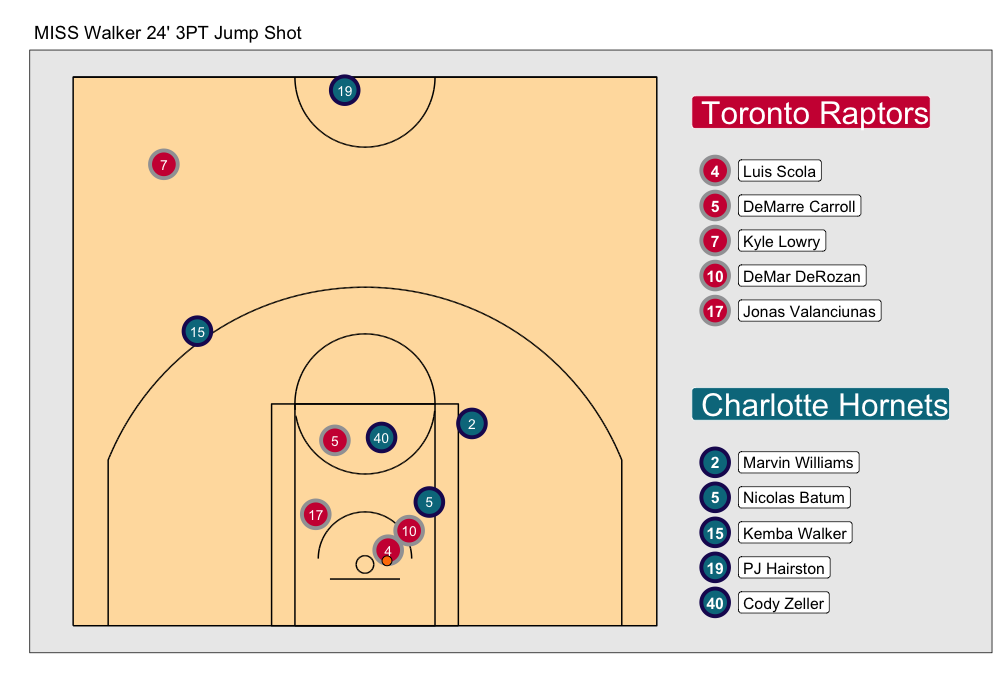 MISS Walker 24' 3PT Jump Shot
19
7
15
5
40
2
17
5
10
4
Toronto Raptors
4 Luis Scola
5 DeMarre Carroll
7 Kyle Lowry
10 DeMar DeRozan
17 Jonas Valanciunas
Charlotte Hornets
2 Marvin Williams
5 Nicolas Batum
15 Kemba Walker
19 PJ Hairston
40 Cody Zeller